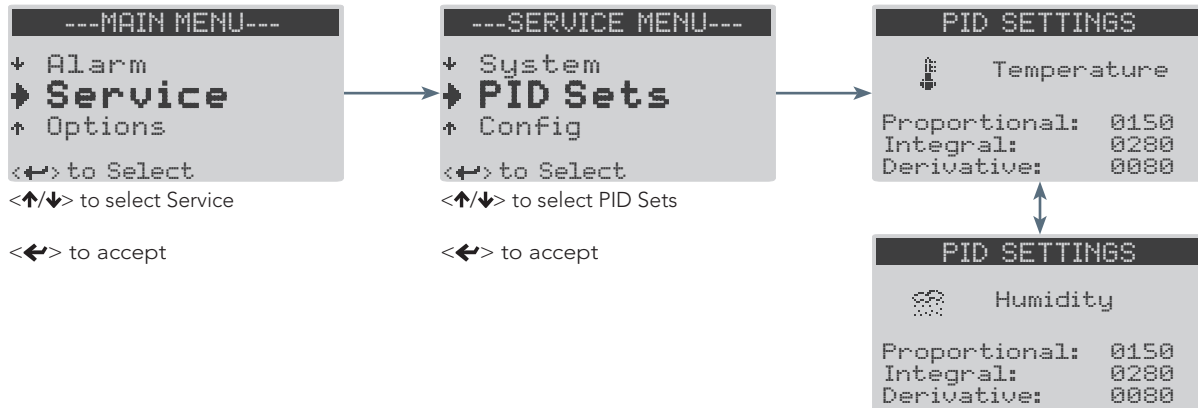 ---MAIN MENU---
↓ Alarm
→ Service
↑ Options
<↵> to Select
<↑/↓> to select Service
<↵> to accept
---SERVICE MENU---
↓ System
→ PID Sets
↑ Config
<↵> to Select
<↑/↓> to select PID Sets
<↵> to accept
PID SETTINGS
Temperature
Proportional: 0150
Integral: 0280
Derivative: 0080
PID SETTINGS
Humidity
Proportional: 0150
Integral: 0280
Derivative: 0080